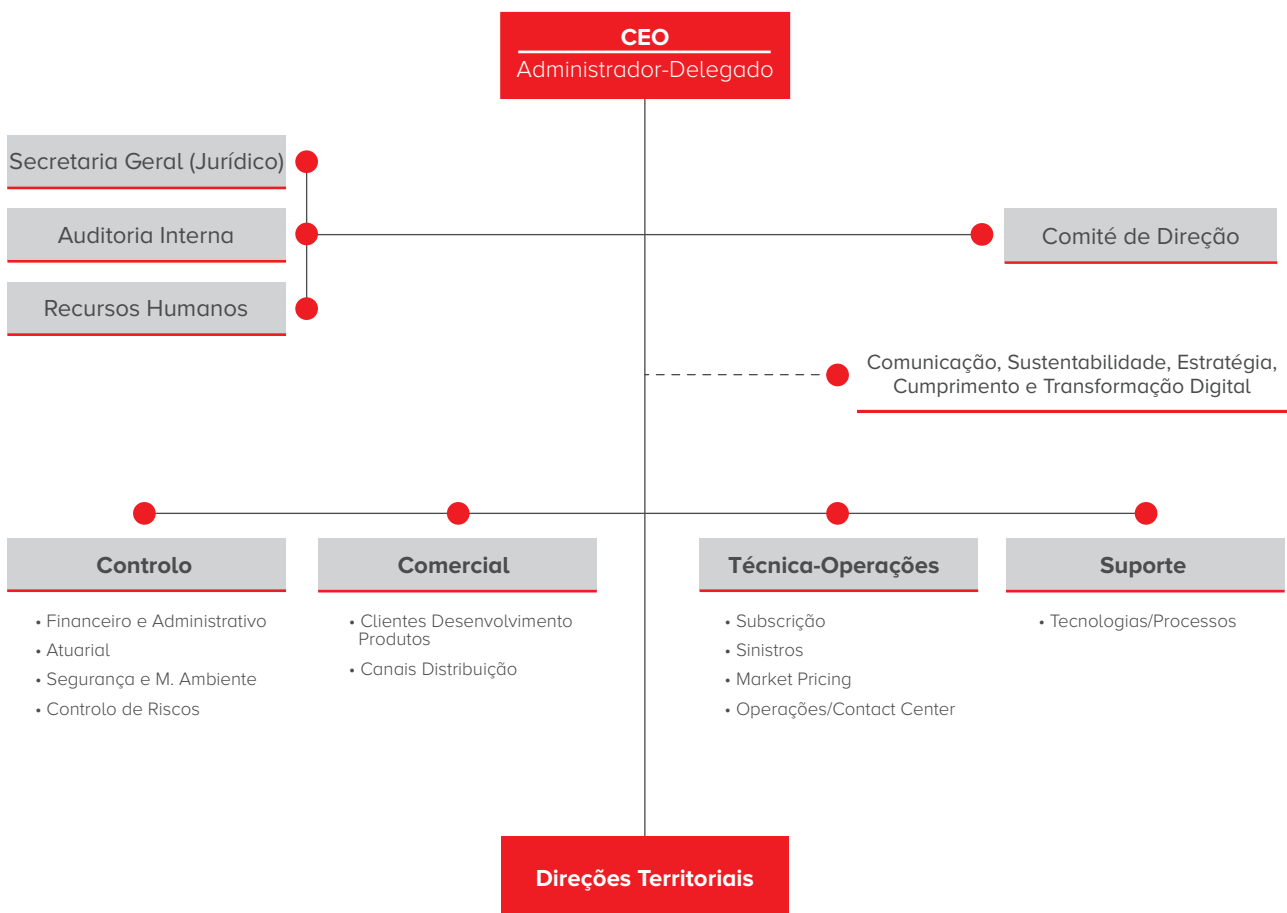 CEO
Administrador-Delegado
Secretaria Geral (Jurídico)
Auditoria Interna
Recursos Humanos
Comité de Direção
Comunicação, Sustentabilidade, Estratégia,
Cumprimento e Transformação Digital
Controlo
• Financeiro e Administrativo
• Atuarial
• Segurança e M. Ambiente
• Controlo de Riscos
Comercial
• Clientes Desenvolvimento
Produtos
• Canais Distribuição
Técnica-Operações
• Subscrição
• Sinistros
• Market Pricing
• Operações/Contact Center
Suporte
• Tecnologias/Processos
Direções Territoriais